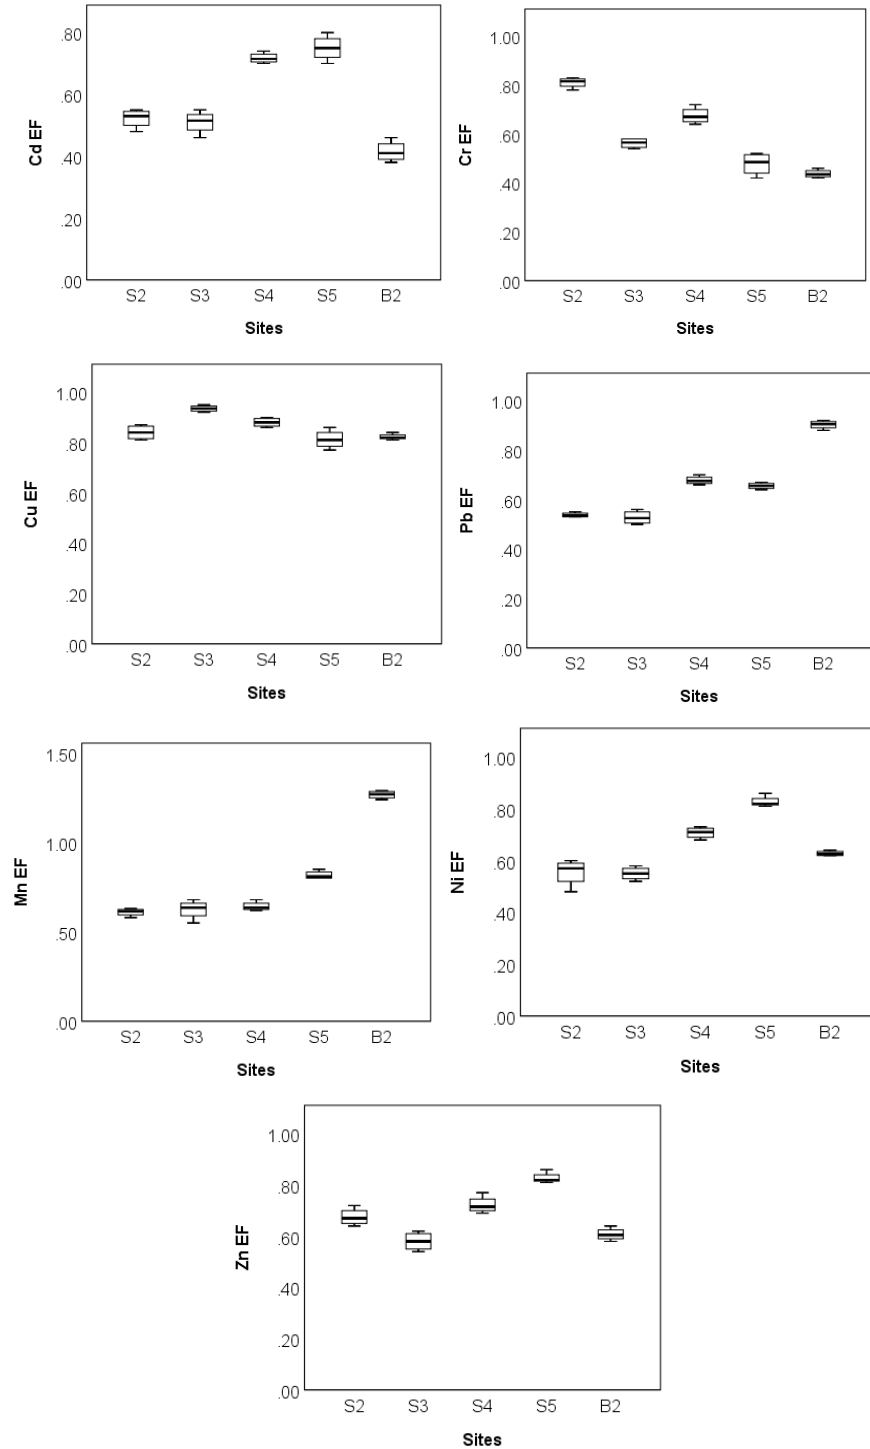 Cd EF
.80
.60
.40
.20
.00
S2 S3 S4 S5 B2
Sites
Cr EF
1.00
.80
.60
.40
.20
.00
S2 S3 S4 S5 B2
Sites
Cu EF
1.00
.80
.60
.40
.20
.00
S2 S3 S4 S5 B2
Sites
Pb EF
1.00
.80
.60
.40
.20
.00
S2 S3 S4 S5 B2
Sites
Mn EF
1.50
1.00
.50
.00
S2 S3 S4 S5 B2
Sites
Ni EF
1.00
.80
.60
.40
.20
.00
S2 S3 S4 S5 B2
Sites
Zn EF
1.00
.80
.60
.40
.20
.00
S2 S3 S4 S5 B2
Sites